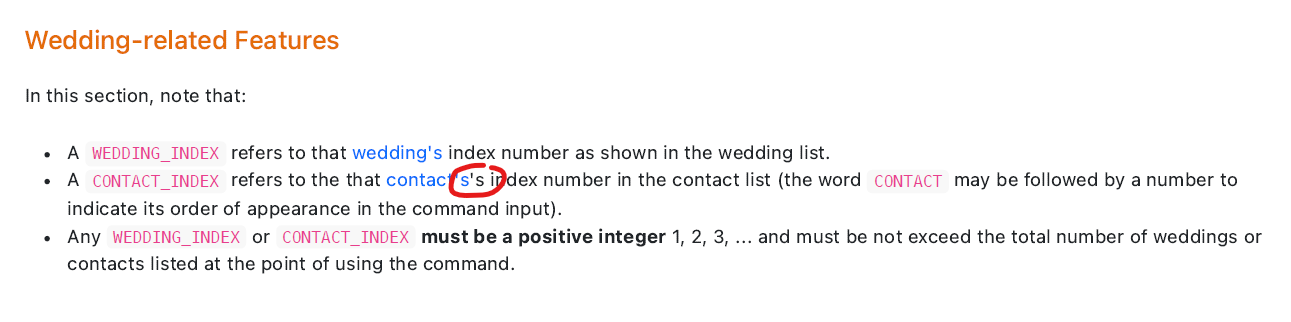 Wedding-related Features
In this section, note that:
• A WEDDING_INDEX refers to that wedding's index number as shown in the wedding list.
• A CONTACT_INDEX refers to the that contact's's index number in the contact list (the word CONTACT may be followed by a number to
indicate its order of appearance in the command input).
• Any WEDDING_INDEX or CONTACT_INDEX must be a positive integer 1, 2, 3, ... and must be not exceed the total number of weddings or
contacts listed at the point of using the command.